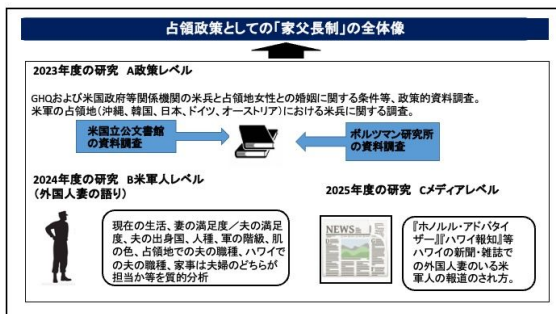 占領政策としての「家父長制」の全体像
2023年度の研究 A政策レベル
GHQおよび米国政府等関係機関の米兵と占領地女性との婚姻に関する条件等、政策的資料調査。
米軍の占領地(沖縄、韓国、日本、ドイツ、オーストリア)における米兵に関する調査。
米国立公文書館
の資料調査
ボルツマン研究所
の資料調査
2024年度の研究 B米軍人レベル
(外国人妻の語り)
現在の生活、妻の満足度/夫の満足
度、夫の出身国、人種、軍の階級、肌
の色、占領地での夫の職種、ハワイで
の夫の職種、家事は夫婦のどちらが
担当か等を質的分析
2025年度の研究 Cメディアレベル
NEWS
『ホノルル・アドバタイ
ザー』『ハワイ報知』等
ハワイの新聞・雑誌で
の外国人妻のいる米
軍人の報道のされ方。